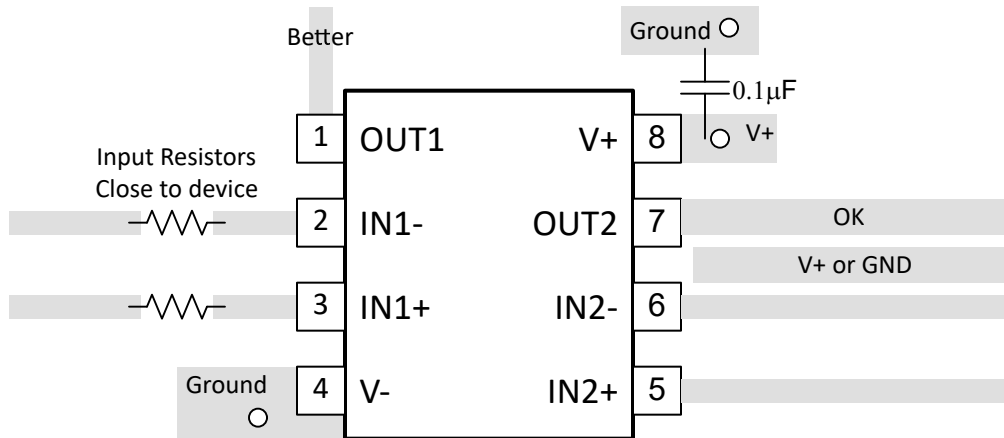 Better
Ground
0.1µF
1 OUT1
V+ 8
V+
Input Resistors
Close to device
2 IN1-
OUT2 7
OK
V+ or GND
3 IN1+
IN2- 6
Ground
4 V-
IN2+ 5